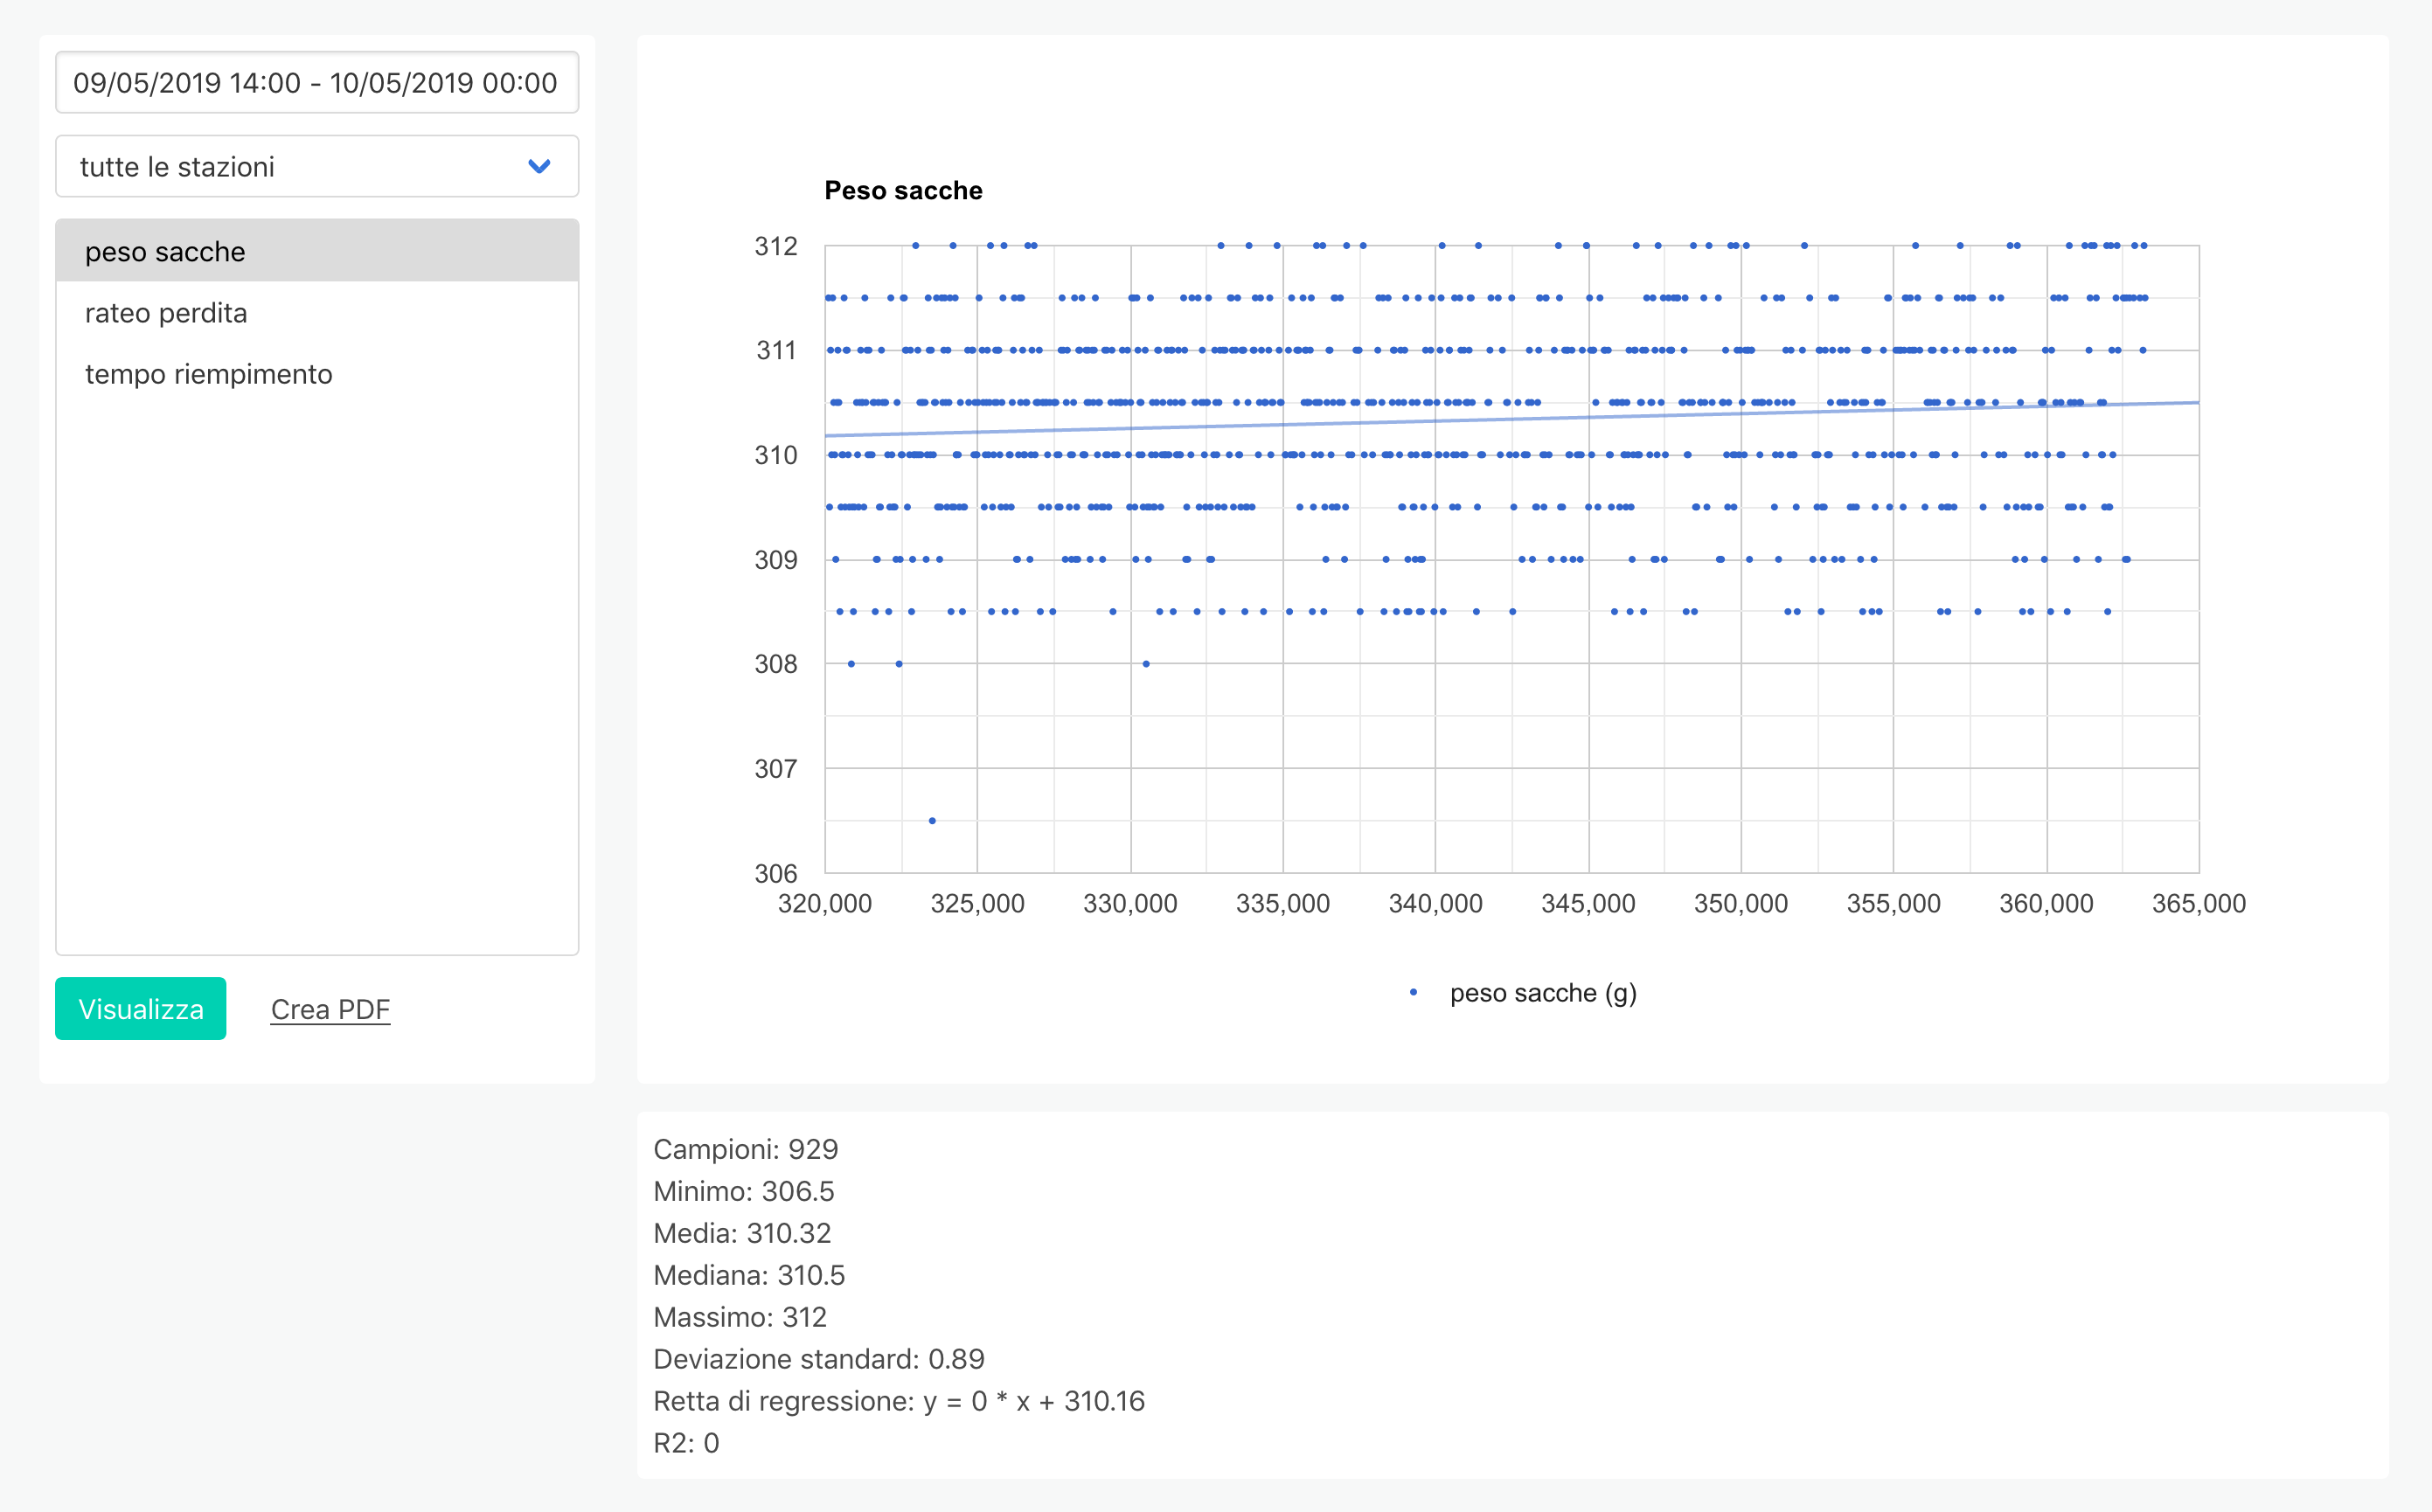 09/05/2019 14:00 - 10/05/2019 00:00
tutte le stazioni
peso sacche
rateo perdita
tempo riempimento
Visualizza
Crea PDF
Peso sacche
312
311
310
309
308
307
306
320,000 325,000 330,000 335,000 340,000 345,000 350,000 355,000 360,000 365,000
peso sacche (g)
Campioni: 929
Minimo: 306.5
Media: 310.32
Mediana: 310.5
Massimo: 312
Deviazione standard: 0.89
Retta di regressione: y = 0 * x + 310.16
R2: 0